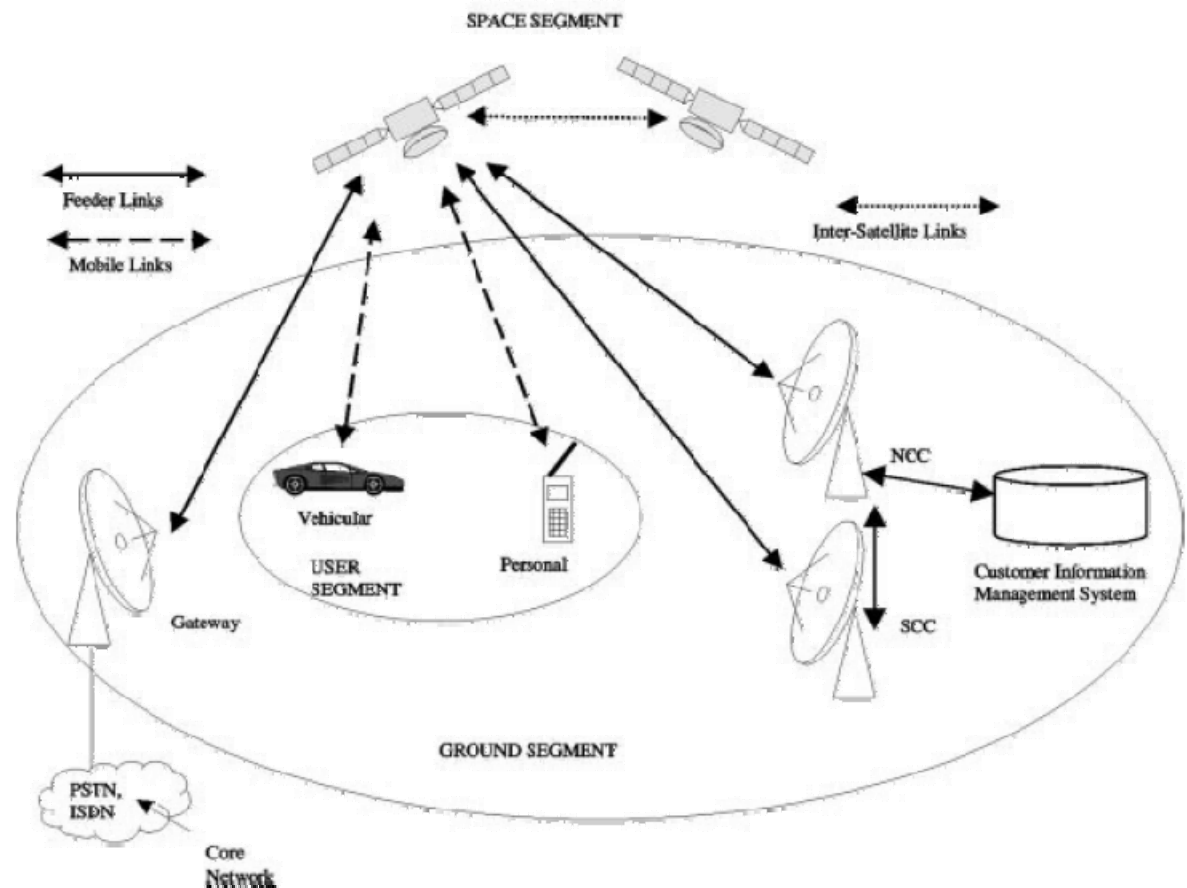 SPACE SEGMENT
Feeder Links
Mobile Links
Inter-Satellite Links
NCC
Vehicular
USER
SEGMENT
Personal
Customer Information
Management System
Gateway
SCC
GROUND SEGMENT
PSTN,
ISDN
Core
Network